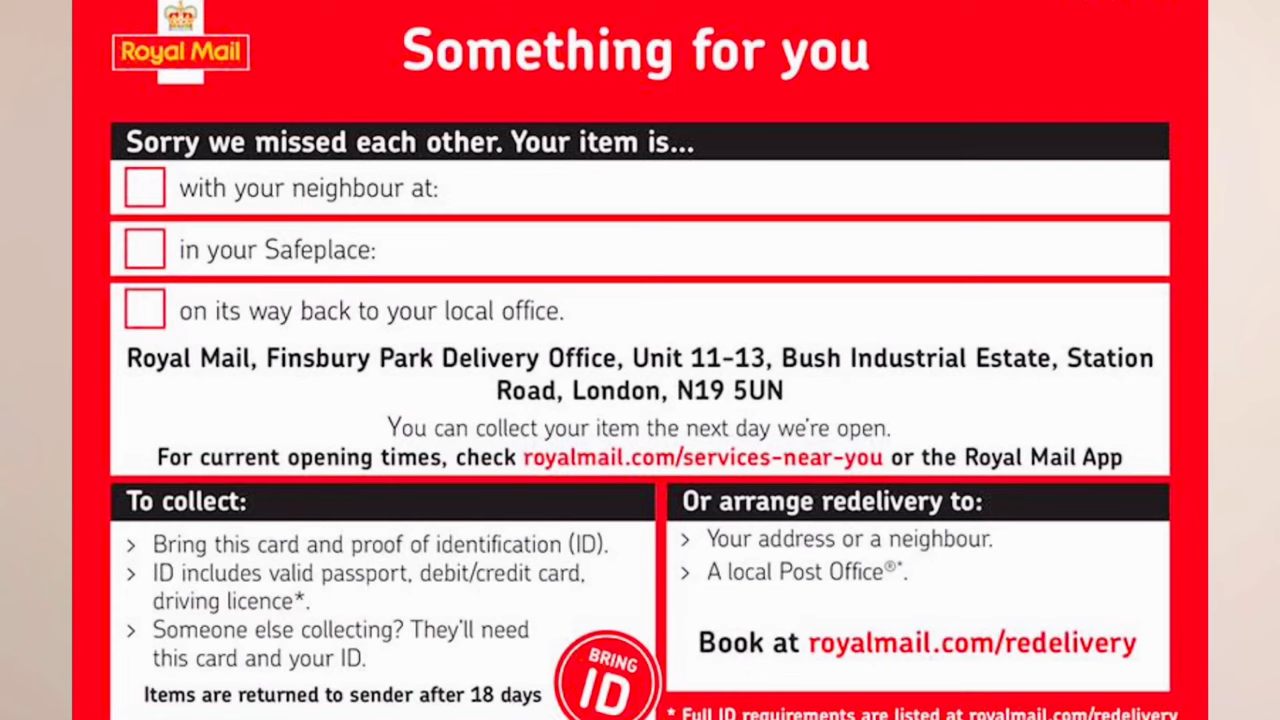 Royal Mail
Something for you
Sorry we missed each other. Your item is...
with your neighbour at:
in your Safeplace:
on its way back to your local office.
Royal Mail, Finsbury Park Delivery Office, Unit 11-13, Bush Industrial Estate, Station
Road, London, N19 5UN
You can collect your item the next day we're open.
For current opening times, check royalmail.com/services-near-you or the Royal Mail App
To collect:
> Bring this card and proof of identification (ID).
> ID includes valid passport, debit/credit card,
driving licence*.
> Someone else collecting? They'll need
this card and your ID.
Items are returned to sender after 18 days
BRING
ID
Or arrange redelivery to:
> Your address or a neighbour.
> A local Post Office®*.
Book at royalmail.com/redelivery
* Full ID requirements are listed at royalmail.com/redelivery